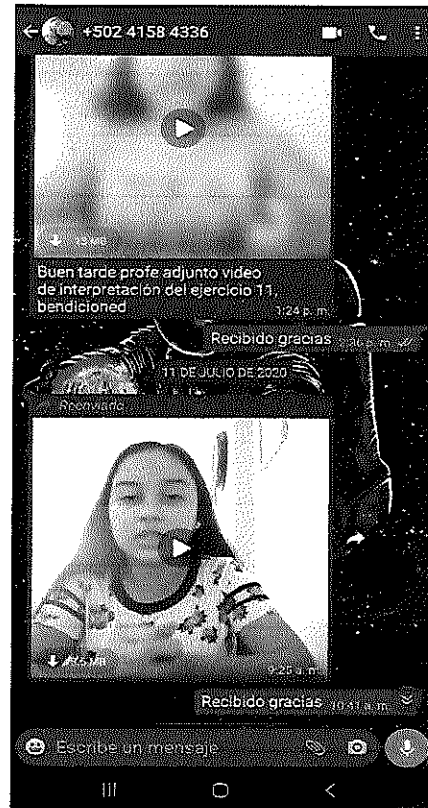 +502 4158 4336
Buen tarde profe adjunto video
de interpretación del ejercicio 11,
bendicioned
1:24 p. m.
Recibido gracias
11 DE JULIO DE 2020
Reenviado
9:25 a. m.
Recibido gracias 10:41 a. m.
Escribe un mensaje